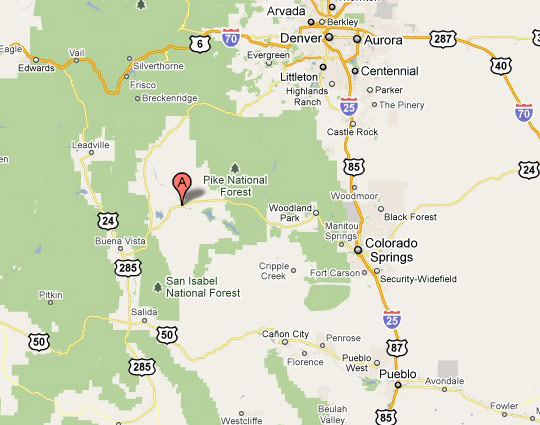 Thornton
Arvada
Berkley
Denver
Aurora
287
70
6
Eagle
Vail
Silverthorne
Edwards
Evergreen
Littleton
Centennial
40
Frisco
Highlands
Ranch
Parker
Breckenridge
The Pinery
25
70
Castle Rock
Leadville
85
24
A
Pike National
Forest
Woodmoor
Woodland
Park
Black Forest
24
Manitou
Springs
Buena Vista
Colorado
Springs
285
Cripple
Creek
Fort Carson
Security-Widefield
San Isabel
National Forest
Pitkin
Salida
25
50
50
Cañon City
Penrose
87
Florence
Pueblo
West
285
Pueblo
Avondale
Fowler
Westcliffe
Beulah
Valley
85